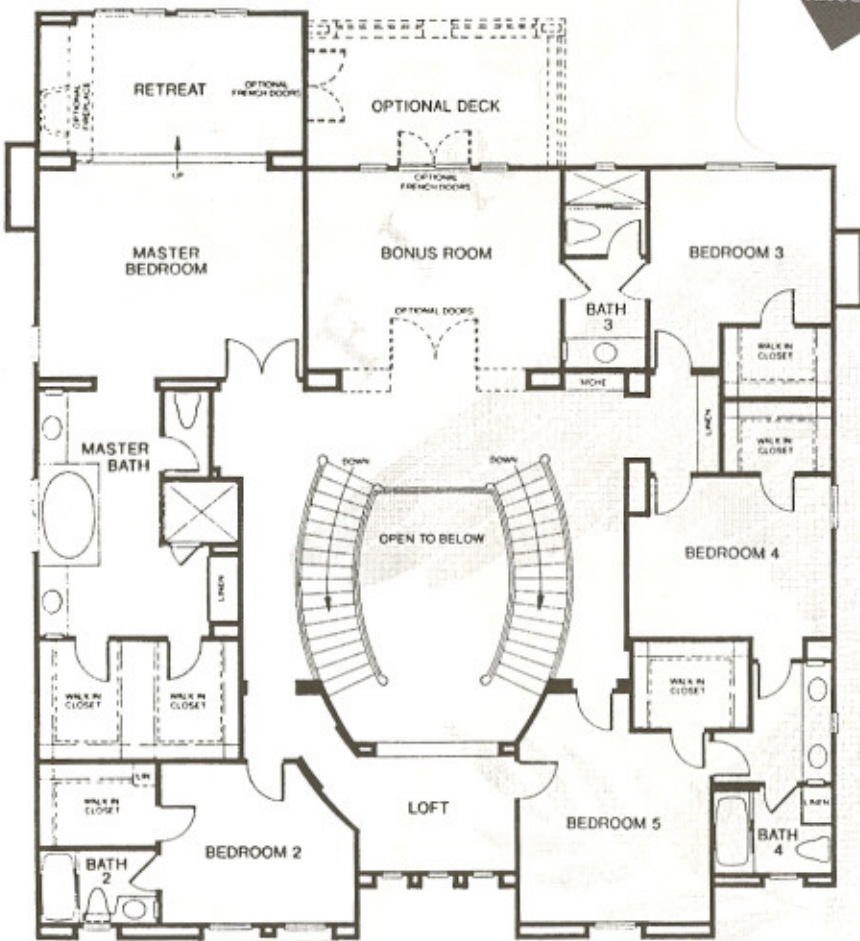 RETREAT
OPTIONAL
FIREPLACE
OPTIONAL
FRENCH DOORS
OPTIONAL DECK
UP
OPTIONAL
FRENCH DOORS
MASTER
BEDROOM
BONUS ROOM
BEDROOM 3
OPTIONAL DOORS
BATH
3
WALK IN
CLOSET
NICHE
LINEN
WALK IN
CLOSET
MASTER
BATH
DOWN
DOWN
OPEN TO BELOW
BEDROOM 4
LINEN
WALK IN
CLOSET
WALK IN
CLOSET
WALK IN
CLOSET
LIN
WALK IN
CLOSET
LOFT
BEDROOM 5
LINEN
BATH
4
BEDROOM 2
BATH
2